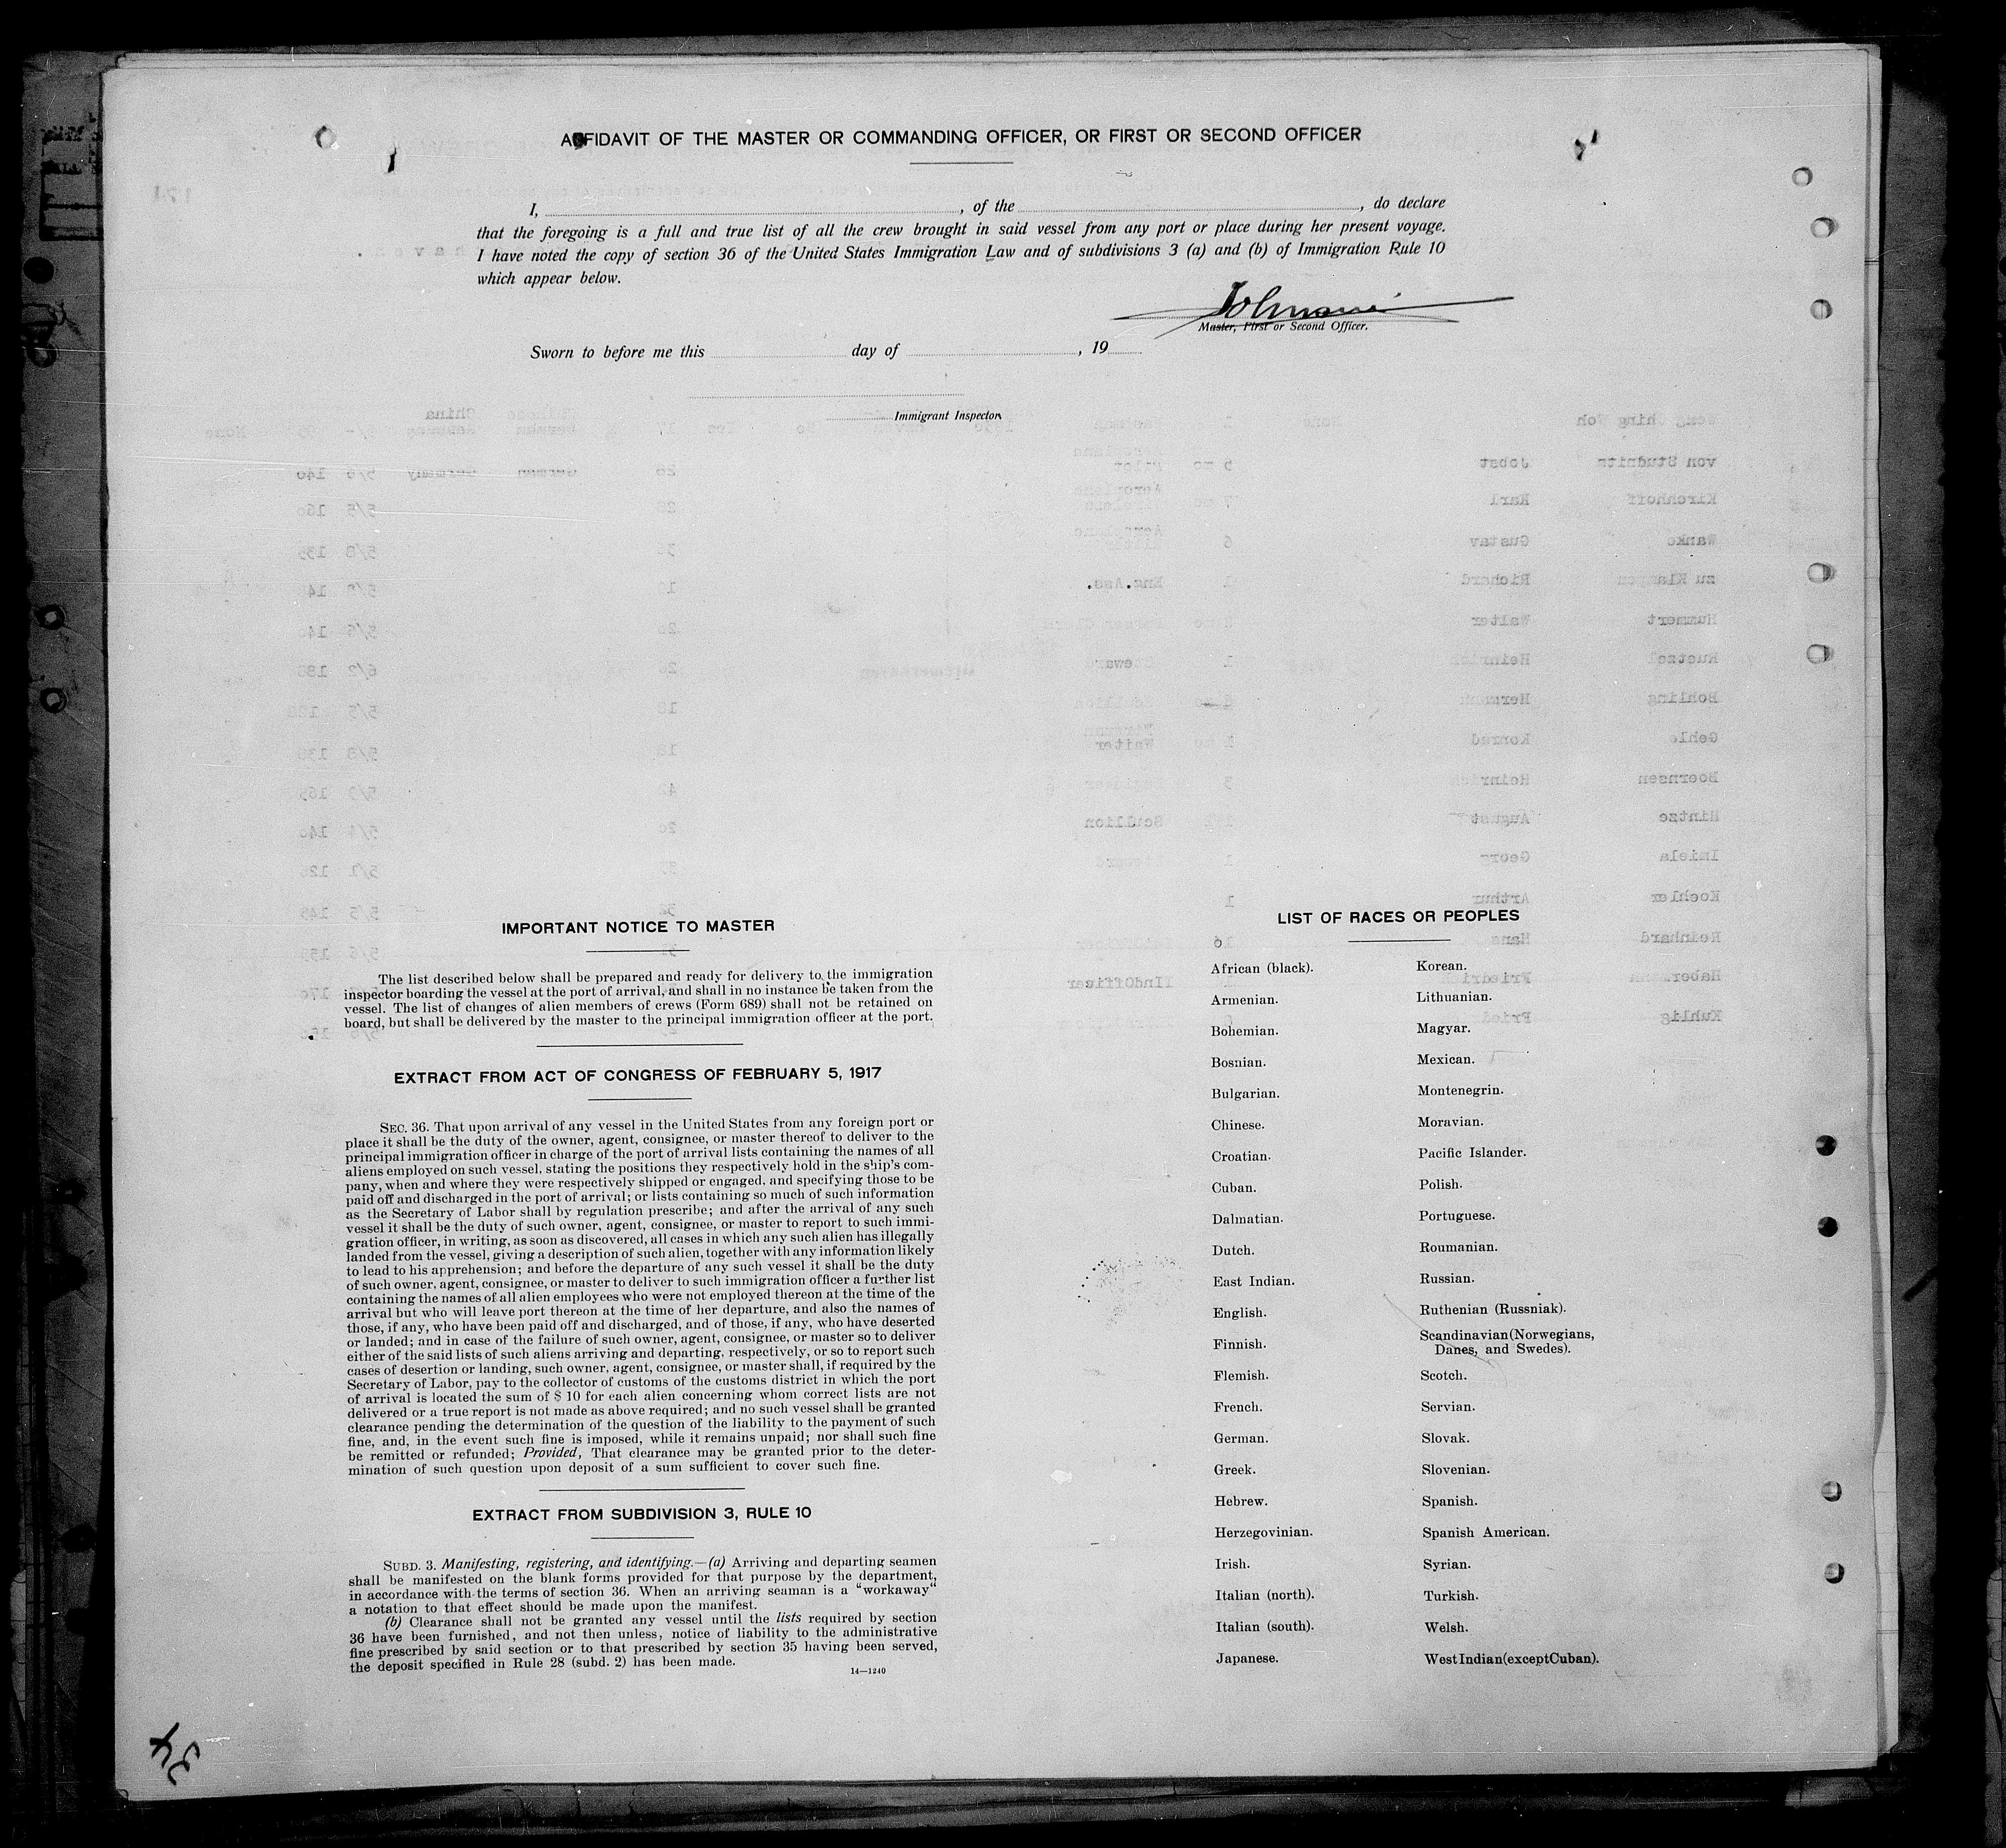 AFFIDAVIT OF THE MASTER OR COMMANDING OFFICER, OR FIRST OR SECOND OFFICER
I, , of the , do declare
that the foregoing is a full and true list of all the crew brought in said vessel from any port or place during her present voyage.
I have noted the copy of section 36 of the United States Immigration Law and of subdivisions 3 (a) and (b) of Immigration Rule 10
which appear below.
Master, First or Second Officer.
Sworn to before me this day of , 19
Immigrant Inspector.
IMPORTANT NOTICE TO MASTER
The list described below shall be prepared and ready for delivery to the immigration
inspector boarding the vessel at the port of arrival, and shall in no instance be taken from the
vessel. The list of changes of alien members of crews (Form 689) shall not be retained on
board, but shall be delivered by the master to the principal immigration officer at the port.
EXTRACT FROM ACT OF CONGRESS OF FEBRUARY 5, 1917
SEC. 36. That upon arrival of any vessel in the United States from any foreign port or
place it shall be the duty of the owner, agent, consignee, or master thereof to deliver to the
principal immigration officer in charge of the port of arrival lists containing the names of all
aliens employed on such vessel, stating the positions they respectively hold in the ship's com-
pany, when and where they were respectively shipped or engaged, and specifying those to be
paid off and discharged in the port of arrival; or lists containing so much of such information
as the Secretary of Labor shall by regulation prescribe; and after the arrival of any such
vessel it shall be the duty of such owner, agent, consignee, or master to report to such immi-
gration officer, in writing, as soon as discovered, all cases in which any such alien has illegally
landed from the vessel, giving a description of such alien, together with any information likely
to lead to his apprehension; and before the departure of any such vessel it shall be the duty
of such owner, agent, consignee, or master to deliver to such immigration officer a further list
containing the names of all alien employees who were not employed thereon at the time of the
arrival but who will leave port thereon at the time of her departure, and also the names of
those, if any, who have been paid off and discharged, and of those, if any, who have deserted
or landed; and in case of the failure of such owner, agent, consignee, or master so to deliver
either of the said lists of such aliens arriving and departing, respectively, or so to report such
cases of desertion or landing, such owner, agent, consignee, or master shall, if required by the
Secretary of Labor, pay to the collector of customs of the customs district in which the port
of arrival is located the sum of $ 10 for each alien concerning whom correct lists are not
delivered or a true report is not made as above required; and no such vessel shall be granted
clearance pending the determination of the question of the liability to the payment of such
fine, and, in the event such fine is imposed, while it remains unpaid; nor shall such fine
be remitted or refunded; Provided, That clearance may be granted prior to the deter-
mination of such question upon deposit of a sum sufficient to cover such fine.
EXTRACT FROM SUBDIVISION 3, RULE 10
SUBD. 3. Manifesting, registering, and identifying.—(a) Arriving and departing seamen
shall be manifested on the blank forms provided for that purpose by the department,
in accordance with the terms of section 36. When an arriving seaman is a "workaway"
a notation to that effect should be made upon the manifest.
(b) Clearance shall not be granted any vessel until the lists required by section
36 have been furnished, and not then unless, notice of liability to the administrative
fine prescribed by said section or to that prescribed by section 35 having been served,
the deposit specified in Rule 28 (subd. 2) has been made.
14—1240
LIST OF RACES OR PEOPLES
African (black).
Armenian.
Bohemian.
Bosnian.
Bulgarian.
Chinese.
Croatian.
Cuban.
Dalmatian.
Dutch.
East Indian.
English.
Finnish.
Flemish.
French.
German.
Greek.
Hebrew.
Herzegovinian.
Irish.
Italian (north).
Italian (south).
Japanese.
Korean.
Lithuanian.
Magyar.
Mexican.
Montenegrin.
Moravian.
Pacific Islander.
Polish.
Portuguese.
Roumanian.
Russian.
Ruthenian (Russniak).
Scandinavian (Norwegians,
Danes, and Swedes).
Scotch.
Servian.
Slovak.
Slovenian.
Spanish.
Spanish American.
Syrian.
Turkish.
Welsh.
West Indian (except Cuban).
34